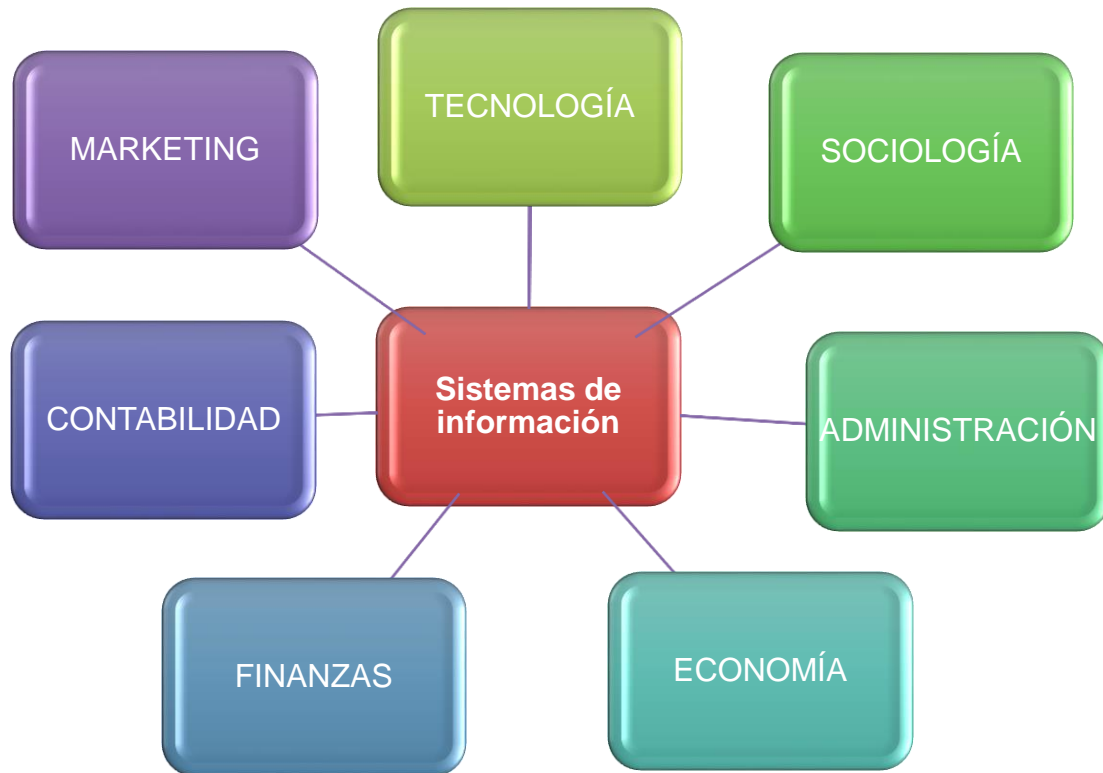 TECNOLOGÍA
MARKETING
SOCIOLOGÍA
Sistemas de
información
CONTABILIDAD
ADMINISTRACIÓN
FINANZAS
ECONOMÍA